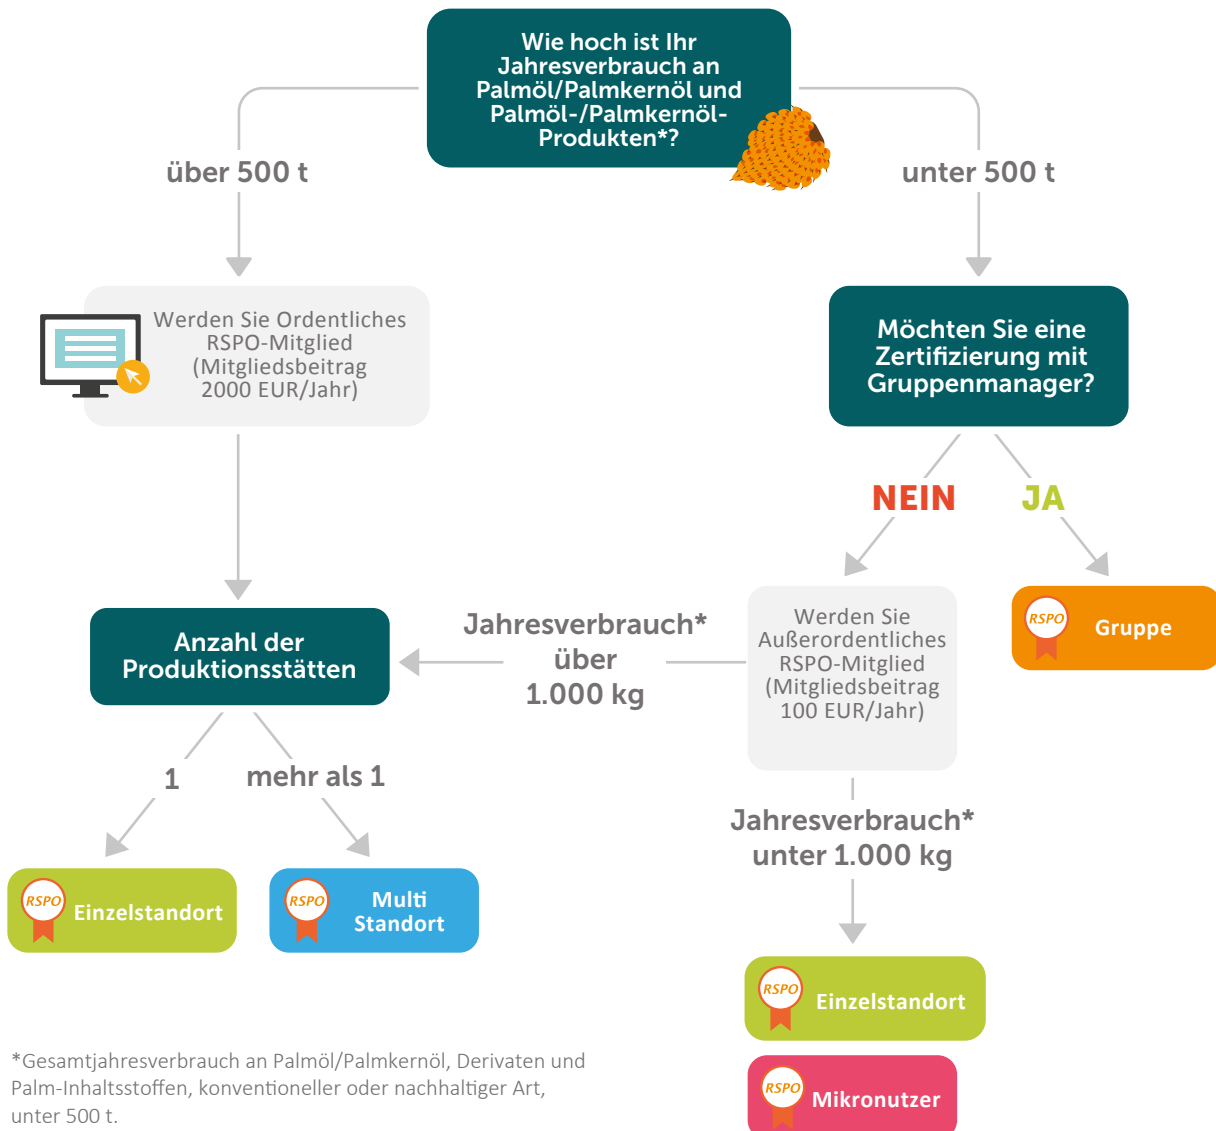 Wie hoch ist Ihr
Jahresverbrauch an
Palmöl/Palmkernöl und
Palmöl-/Palmkernöl-
Produkten*?
über 500 t
unter 500 t
Werden Sie Ordentliches
RSPO-Mitglied
(Mitgliedsbeitrag
2000 EUR/Jahr)
Möchten Sie eine
Zertifizierung mit
Gruppenmanager?
NEIN
JA
Anzahl der
Produktionsstätten
Jahresverbrauch*
über
1.000 kg
Werden Sie
Außerordentliches
RSPO-Mitglied
(Mitgliedsbeitrag
100 EUR/Jahr)
RSPO
Gruppe
1
mehr als 1
Jahresverbrauch*
unter 1.000 kg
RSPO
Einzelstandort
RSPO
Multi
Standort
RSPO
Einzelstandort
RSPO
Mikronutzer
*Gesamtjahresverbrauch an Palmöl/Palmkernöl, Derivaten und
Palm-Inhaltsstoffen, konventioneller oder nachhaltiger Art,
unter 500 t.